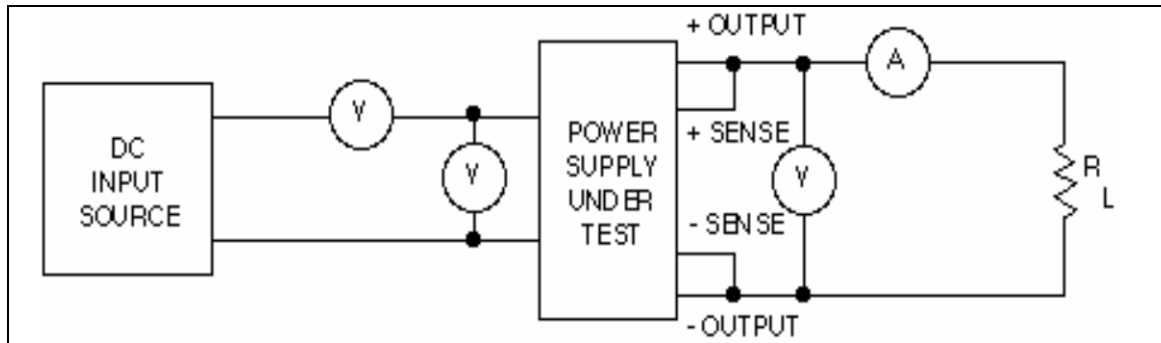 DC
INPUT
SOURCE
V
V
POWER
SUPPLY
UNDER
TEST
+ OUTPUT
+ SENSE
- SENSE
- OUTPUT
V
A
R
L